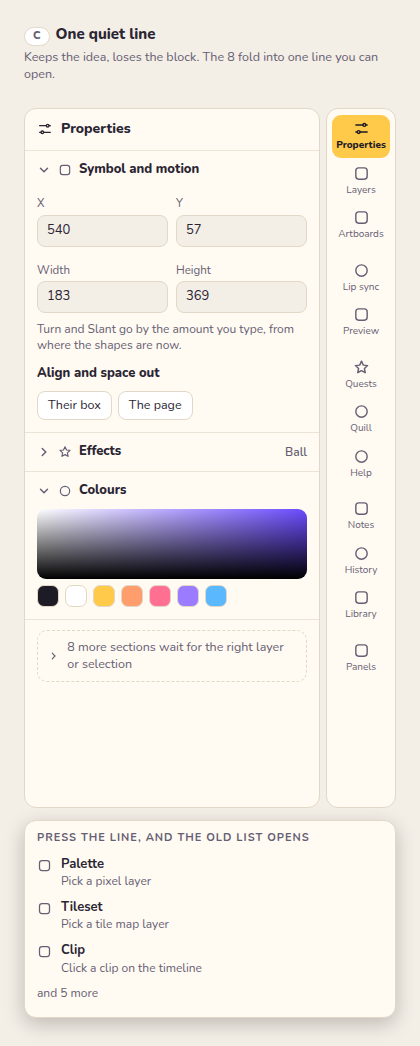 C One quiet line
Keeps the idea, loses the block. The 8 fold into one line you can
open.
Properties
Symbol and motion
X Y
540 57
Width Height
183 369
Turn and Slant go by the amount you type, from
where the shapes are now.
Align and space out
Their box The page
Effects Ball
Colours
8 more sections wait for the right layer
or selection
Properties
Layers
Artboards
Lip sync
Preview
Quests
Quill
Help
Notes
History
Library
Panels
PRESS THE LINE, AND THE OLD LIST OPENS
Palette
Pick a pixel layer
Tileset
Pick a tile map layer
Clip
Click a clip on the timeline
and 5 more